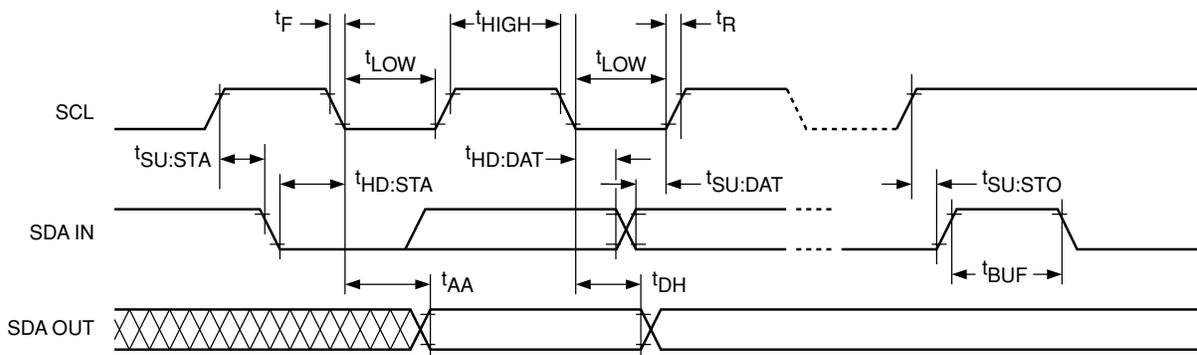 tF
tHIGH
tR
tLOW
tLOW
SCL
tSU:STA
tHD:DAT
tHD:STA
tSU:DAT
tSU:STO
SDA IN
tAA
tDH
tBUF
SDA OUT